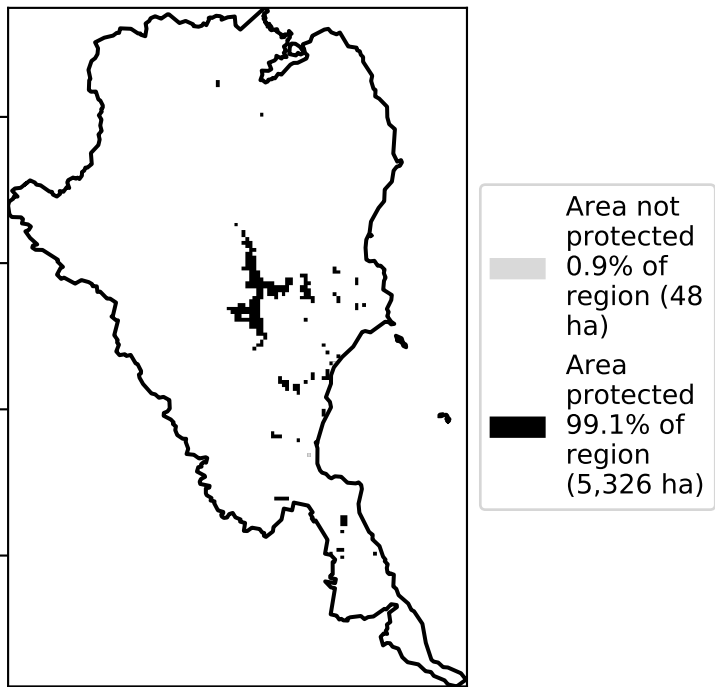 Area not
protected
0.9% of
region (48
ha)
Area
protected
99.1% of
region
(5,326 ha)